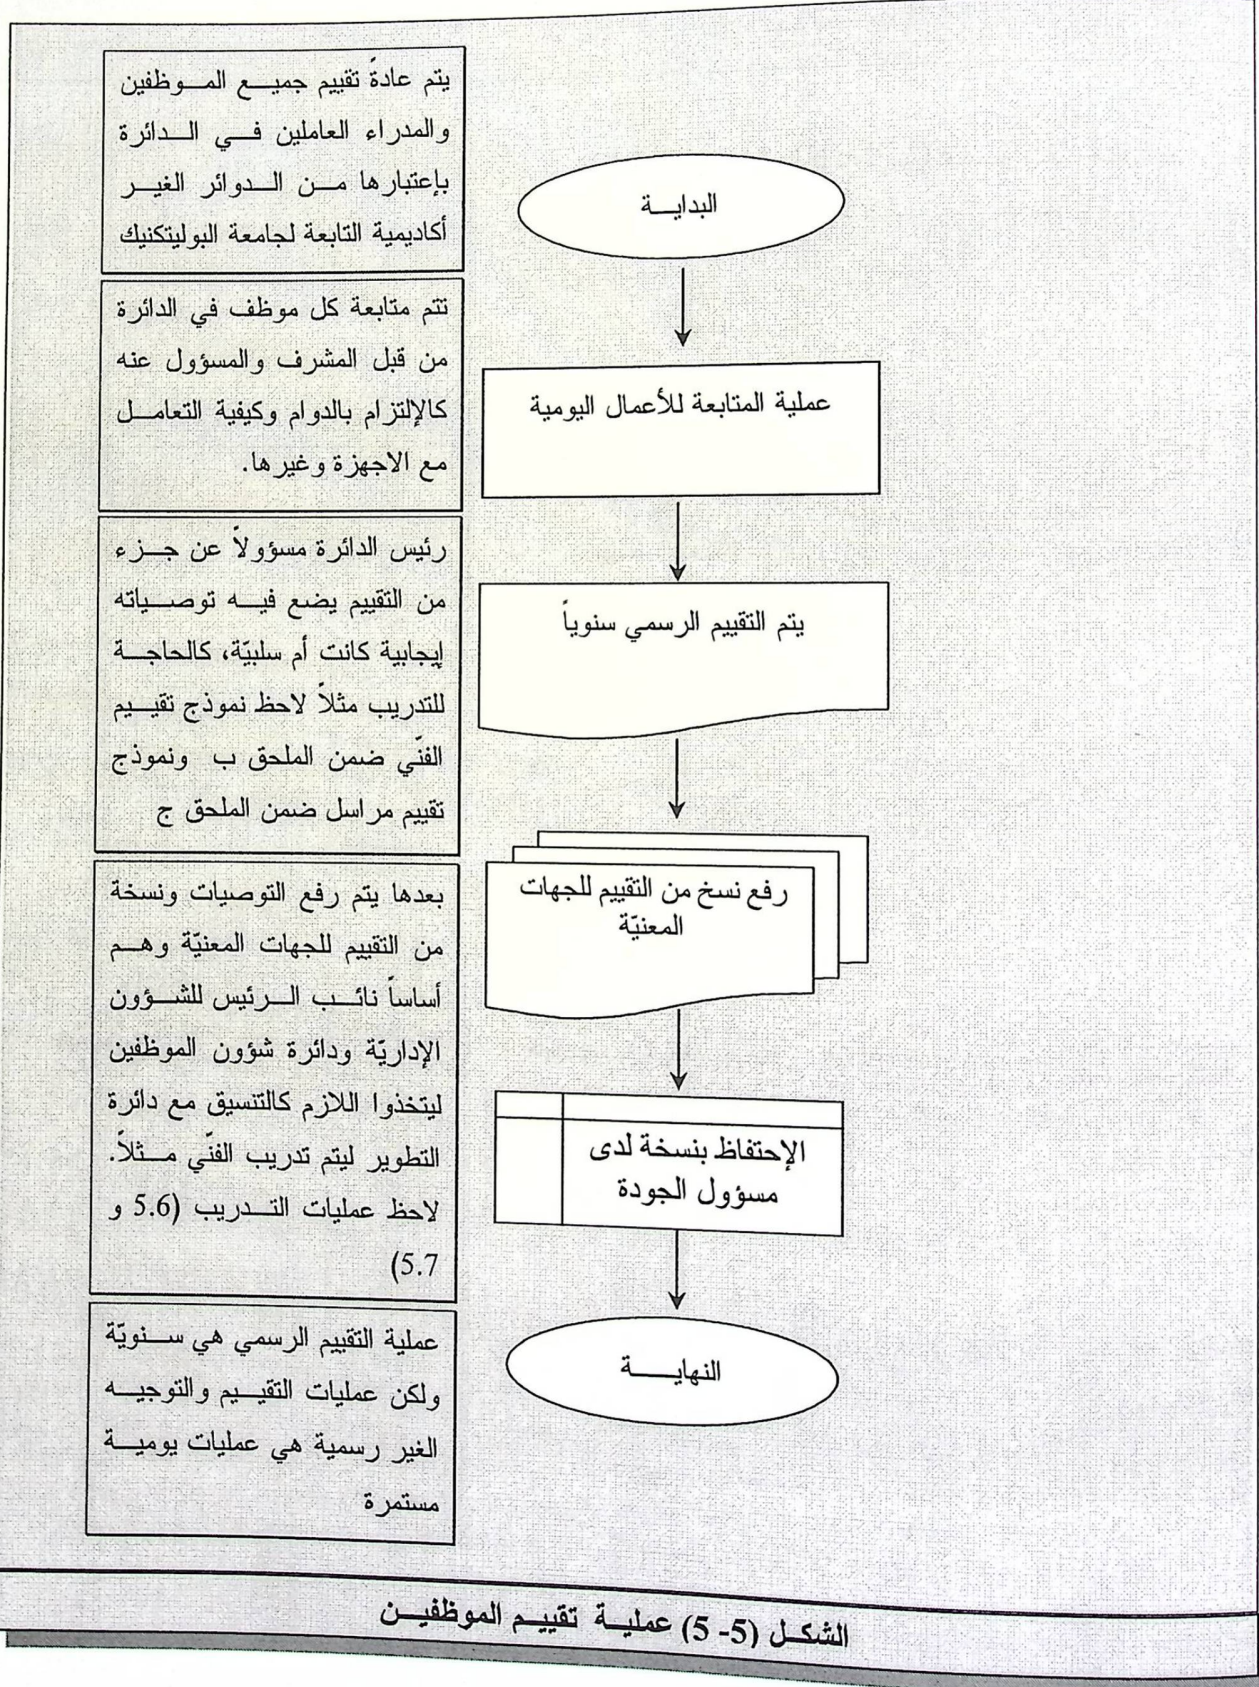 يتم عادةً تقييم جميع الموظفين
والمدراء العاملين في الدائرة
بإعتبارها من الدوائر الغير
أكاديمية التابعة لجامعة البوليتكنيك
البداية
تتم متابعة كل موظف في الدائرة
من قبل المشرف والمسؤول عنه
كالإلتزام بالدوام وكيفية التعامل
مع الاجهزة وغيرها.
عملية المتابعة للأعمال اليومية
رئيس الدائرة مسؤولاً عن جزء
من التقييم يضع فيه توصياته
إيجابية كانت أم سلبيّة، كالحاجة
للتدريب مثلاً لاحظ نموذج تقييم
الفنّي ضمن الملحق ب ونموذج
تقييم مراسل ضمن الملحق ج
يتم التقييم الرسمي سنوياً
بعدها يتم رفع التوصيات ونسخة
من التقييم للجهات المعنيّة وهم
أساساً نائب الرئيس للشؤون
الإداريّة ودائرة شؤون الموظفين
ليتخذوا اللازم كالتنسيق مع دائرة
التطوير ليتم تدريب الفنّي مثلاً.
لاحظ عمليات التدريب (5.6 و
5.7)
رفع نسخ من التقييم للجهات
المعنيّة
الإحتفاظ بنسخة لدى
مسؤول الجودة
عملية التقييم الرسمي هي سنويّة
ولكن عمليات التقييم والتوجيه
الغير رسمية هي عمليات يومية
مستمرة
النهاية
الشكل (5- 5) عملية تقييم الموظفين